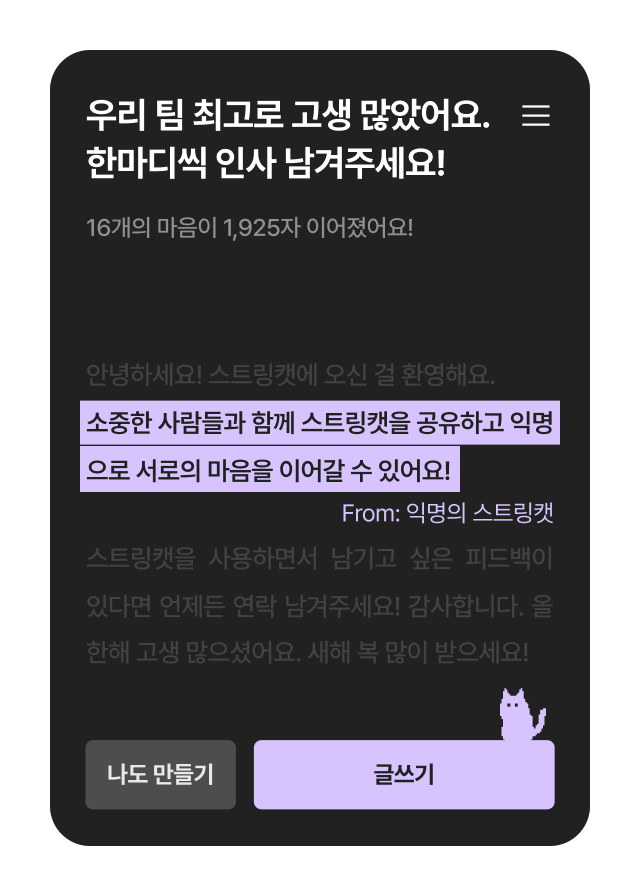 우리 팀 최고로 고생 많았어요.
한마디씩 인사 남겨주세요!
16개의 마음이 1,925자 이어졌어요!
안녕하세요! 스트링캣에 오신 걸 환영해요.
소중한 사람들과 함께 스트링캣을 공유하고 익명
으로 서로의 마음을 이어갈 수 있어요!
From: 익명의 스트링캣
스트링캣을 사용하면서 남기고 싶은 피드백이
있다면 언제든 연락 남겨주세요! 감사합니다. 올
한해 고생 많으셨어요. 새해 복 많이 받으세요!
나도 만들기
글쓰기